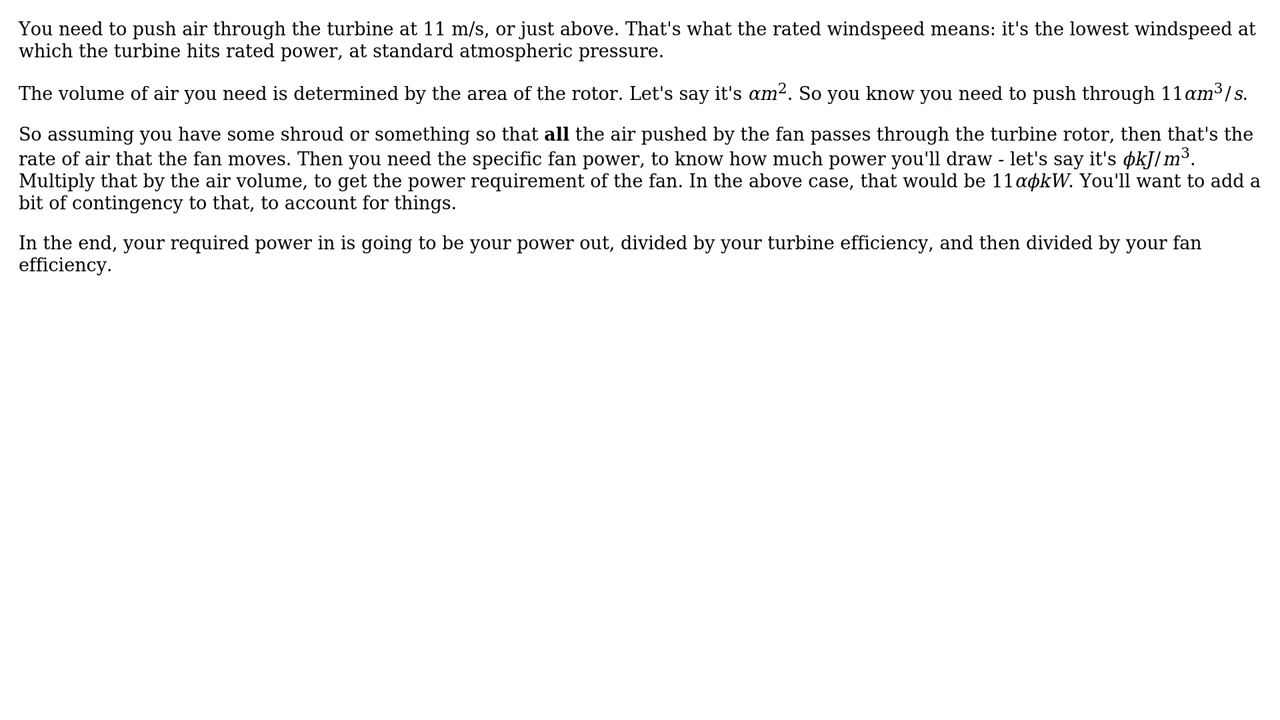 You need to push air through the turbine at 11 m/s, or just above. That's what the rated windspeed means: it's the lowest windspeed at
which the turbine hits rated power, at standard atmospheric pressure.
The volume of air you need is determined by the area of the rotor. Let's say it's αm². So you know you need to push through 11αm³/s.
So assuming you have some shroud or something so that all the air pushed by the fan passes through the turbine rotor, then that's the
rate of air that the fan moves. Then you need the specific fan power, to know how much power you'll draw - let's say it's ϕkJ/m³.
Multiply that by the air volume, to get the power requirement of the fan. In the above case, that would be 11αϕkW. You'll want to add a
bit of contingency to that, to account for things.
In the end, your required power in is going to be your power out, divided by your turbine efficiency, and then divided by your fan
efficiency.